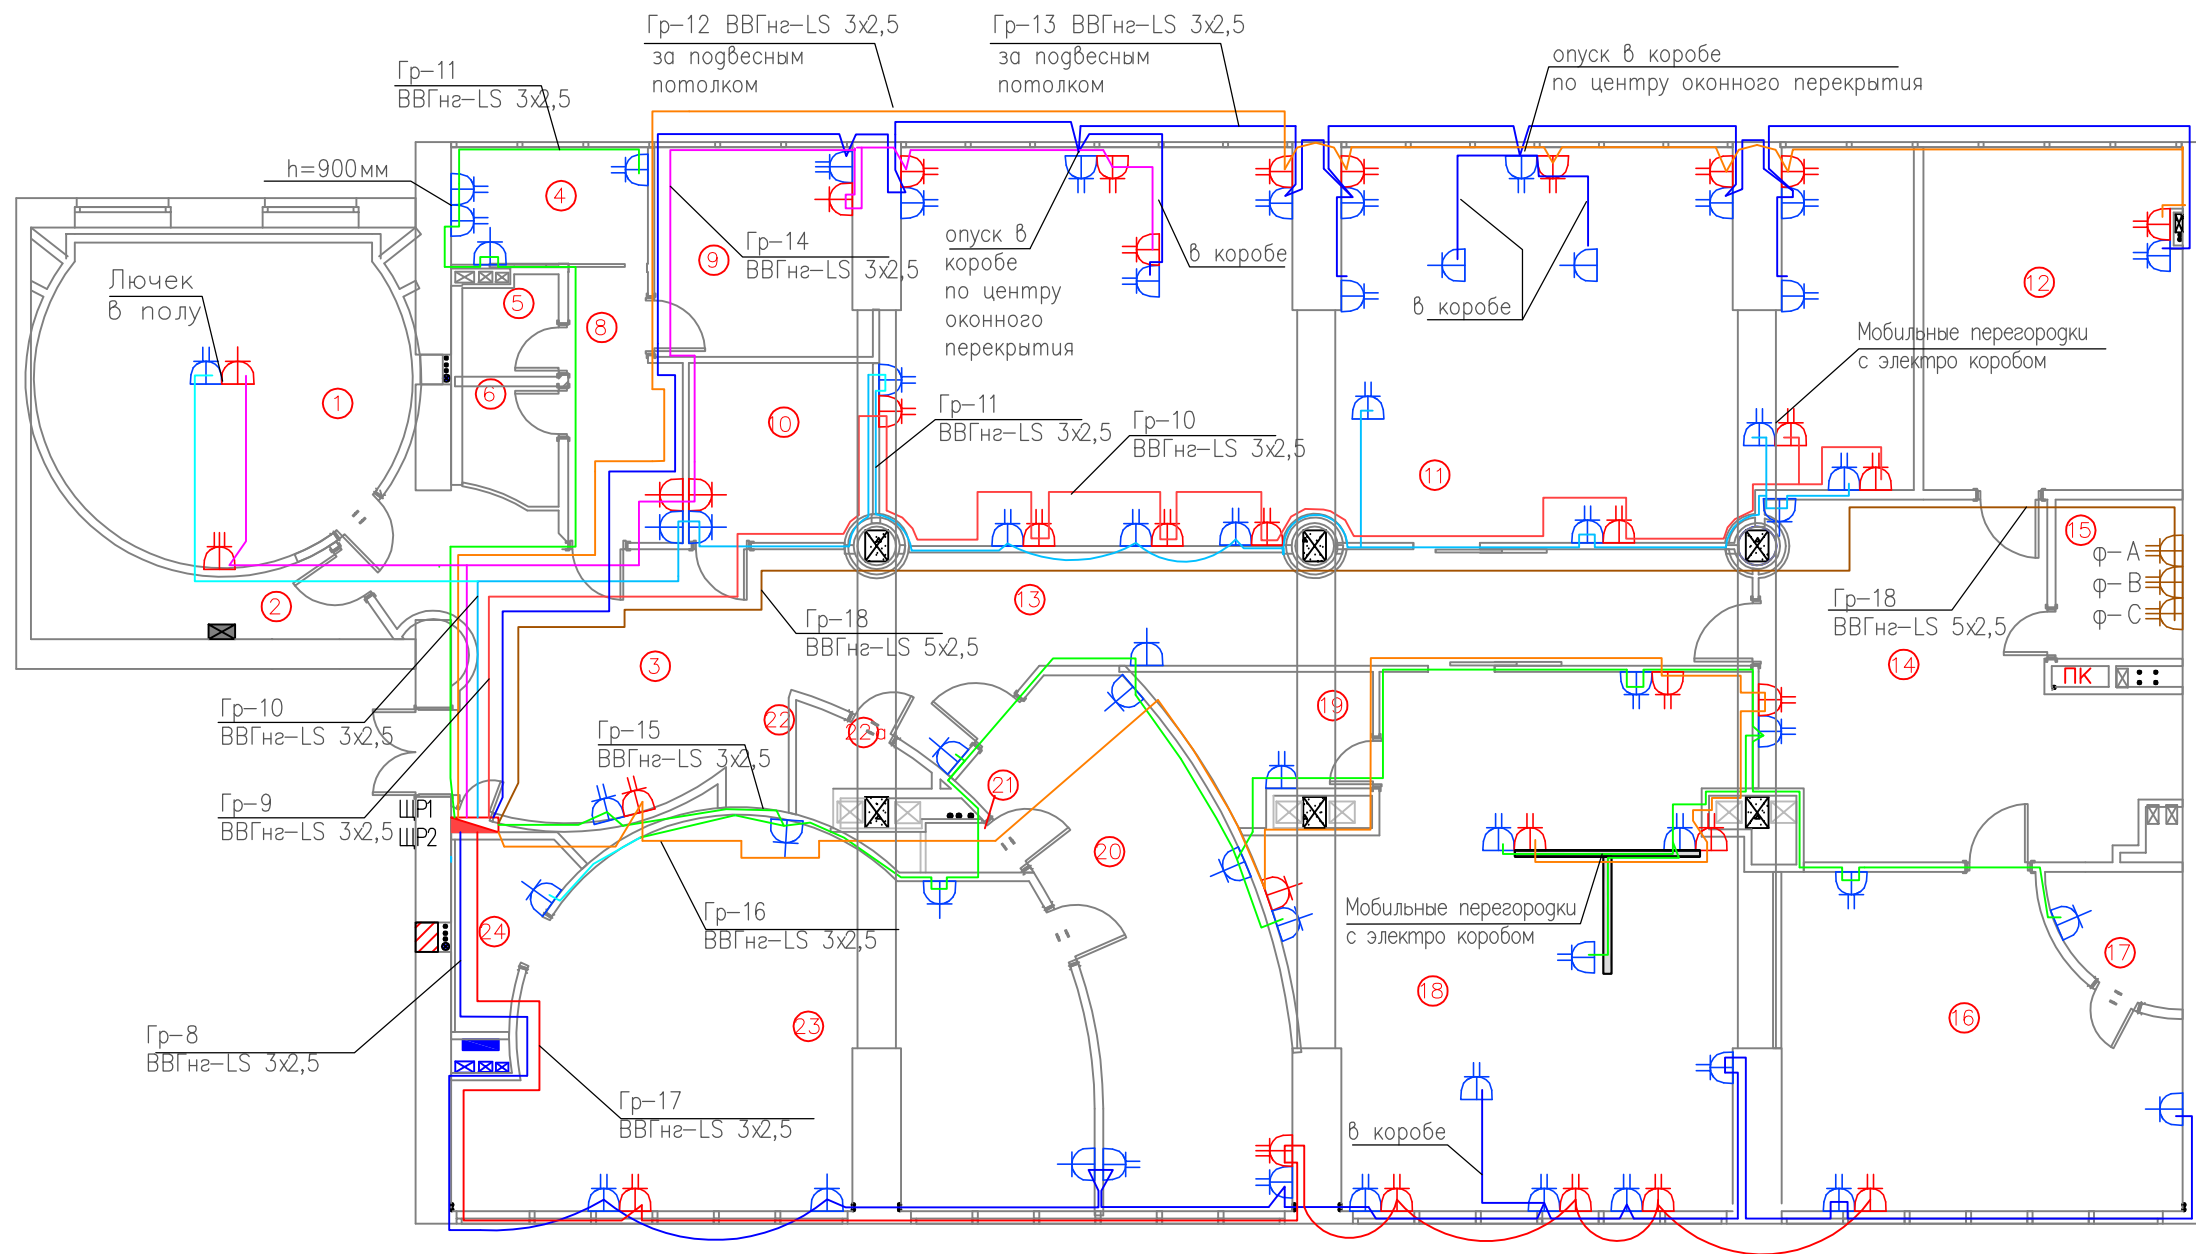 Гр-12 ВВГнг-LS 3х2,5
за подвесным
потолком
Гр-13 ВВГнг-LS 3х2,5
за подвесным
потолком
опуск в коробе
по центру оконного перекрытия
Гр-11
ВВГнг-LS 3х2,5
h=900мм
4
Лючек
в полу
Гр-14
ВВГнг-LS 3х2,5
9
опуск в
коробе
по центру
оконного
перекрытия
в коробе
в коробе
12
5
8
Мобильные перегородки
с электро коробом
1
6
10
Гр-11
ВВГнг-LS 3х2,5
Гр-10
ВВГнг-LS 3х2,5
11
15
ф-А
ф-В
ф-С
2
13
Гр-18
ВВГнг-LS 5х2,5
Гр-18
ВВГнг-LS 5х2,5
3
14
ПК
Гр-10
ВВГнг-LS 3х2,5
22
22а
19
Гр-15
ВВГнг-LS 3х2,5
21
Гр-9
ВВГнг-LS 3х2,5
ЩР1
ЩР2
20
Гр-16
ВВГнг-LS 3х2,5
Мобильные перегородки
с электро коробом
24
17
18
16
23
Гр-8
ВВГнг-LS 3х2,5
Гр-17
ВВГнг-LS 3х2,5
в коробе